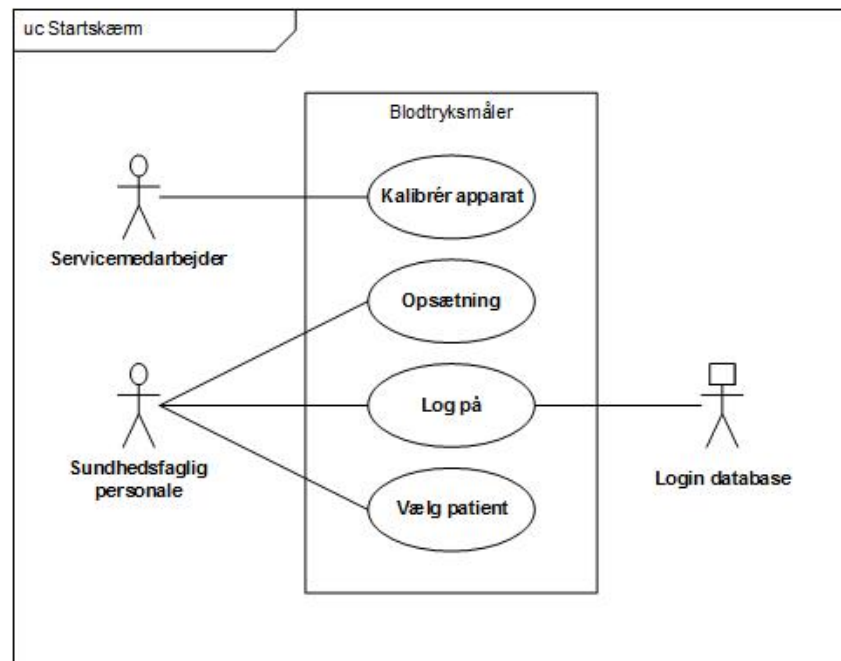 uc Startskærm
Blodtryksmåler
Kalibrér apparat
Servicemedarbejder
Opsætning
Log på
Sundhedsfaglig
personale
Login database
Vælg patient